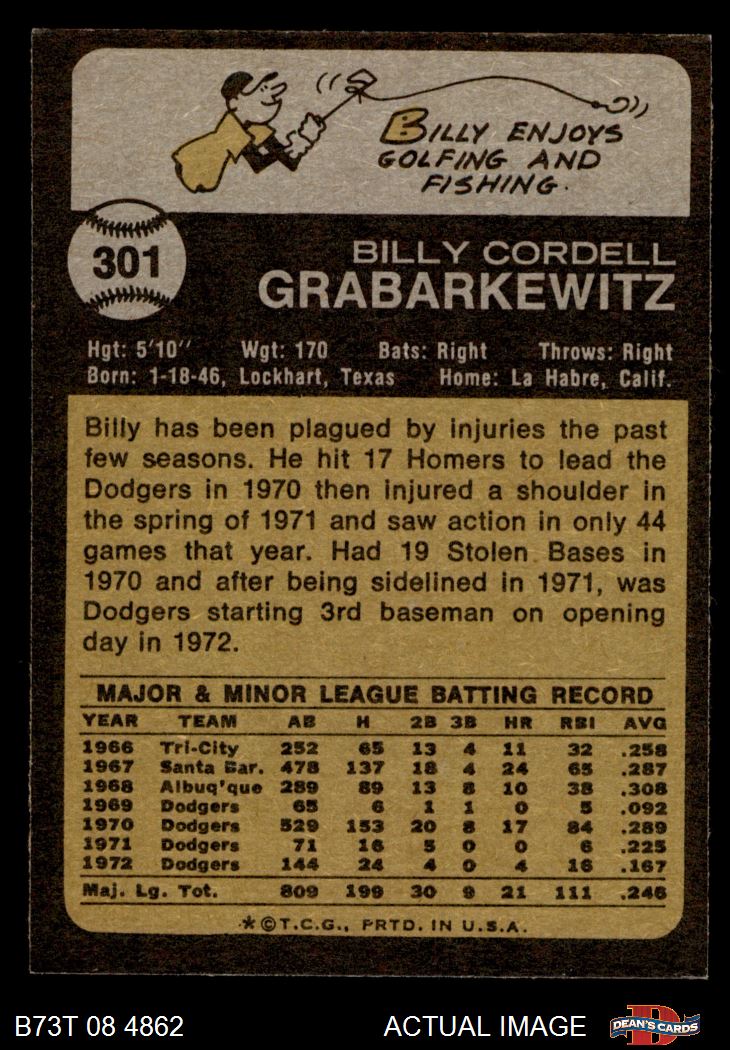 BILLY ENJOYS
GOLFING AND
FISHING.
301
BILLY CORDELL
GRABARKEWITZ
Hgt: 5'10" Wgt: 170 Bats: Right Throws: Right
Born: 1-18-46, Lockhart, Texas Home: La Habre, Calif.
Billy has been plagued by injuries the past
few seasons. He hit 17 Homers to lead the
Dodgers in 1970 then injured a shoulder in
the spring of 1971 and saw action in only 44
games that year. Had 19 Stolen Bases in
1970 and after being sidelined in 1971, was
Dodgers starting 3rd baseman on opening
day in 1972.
MAJOR & MINOR LEAGUE BATTING RECORD
YEAR TEAM AB H 2B 3B HR RBI AVG
1966 Tri-City 252 65 13 4 11 32 .258
1967 Santa Bar. 478 137 18 4 24 65 .287
1968 Albuq'que 289 89 13 8 10 38 .308
1969 Dodgers 65 6 1 1 0 5 .092
1970 Dodgers 529 153 20 8 17 84 .289
1971 Dodgers 71 16 5 0 0 6 .225
1972 Dodgers 144 24 4 0 4 16 .167
Maj. Lg. Tot. 809 199 30 9 21 111 .246
*©T.C.G., PRTD. IN U.S.A.
B73T 08 4862 ACTUAL IMAGE DEAN'S CARDS